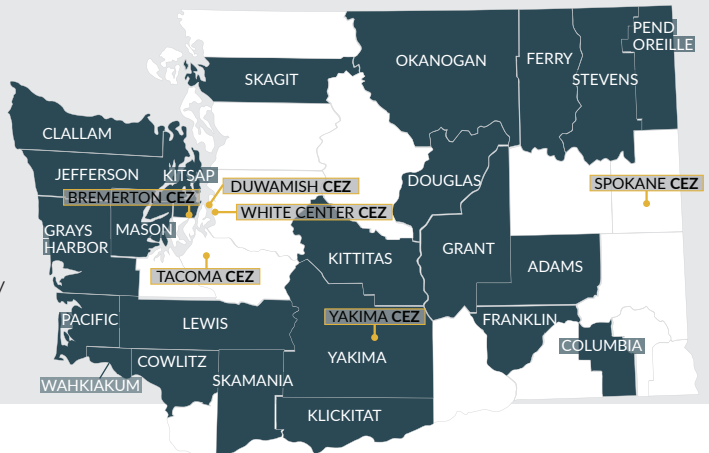 PEND
OREILLE
OKANOGAN
FERRY
SKAGIT
STEVENS
CLALLAM
JEFFERSON
KITSAP
DOUGLAS
DUWAMISH CEZ
SPOKANE CEZ
BREMERTON CEZ
WHITE CENTER CEZ
GRAYS
HARBOR
MASON
GRANT
KITTITAS
ADAMS
TACOMA CEZ
YAKIMA CEZ
PACIFIC
LEWIS
FRANKLIN
COLUMBIA
YAKIMA
COWLITZ
SKAMANIA
WAHKIAKUM
KLICKITAT